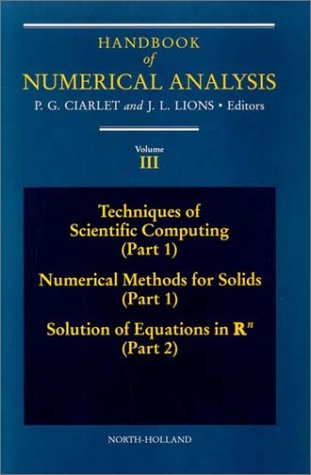 HANDBOOK
of
NUMERICAL ANALYSIS
P. G. CIARLET and J. L. LIONS • Editors
Volume
III
Techniques of
Scientific Computing
(Part 1)
Numerical Methods for Solids
(Part 1)
Solution of Equations in Rⁿ
(Part 2)
NORTH-HOLLAND